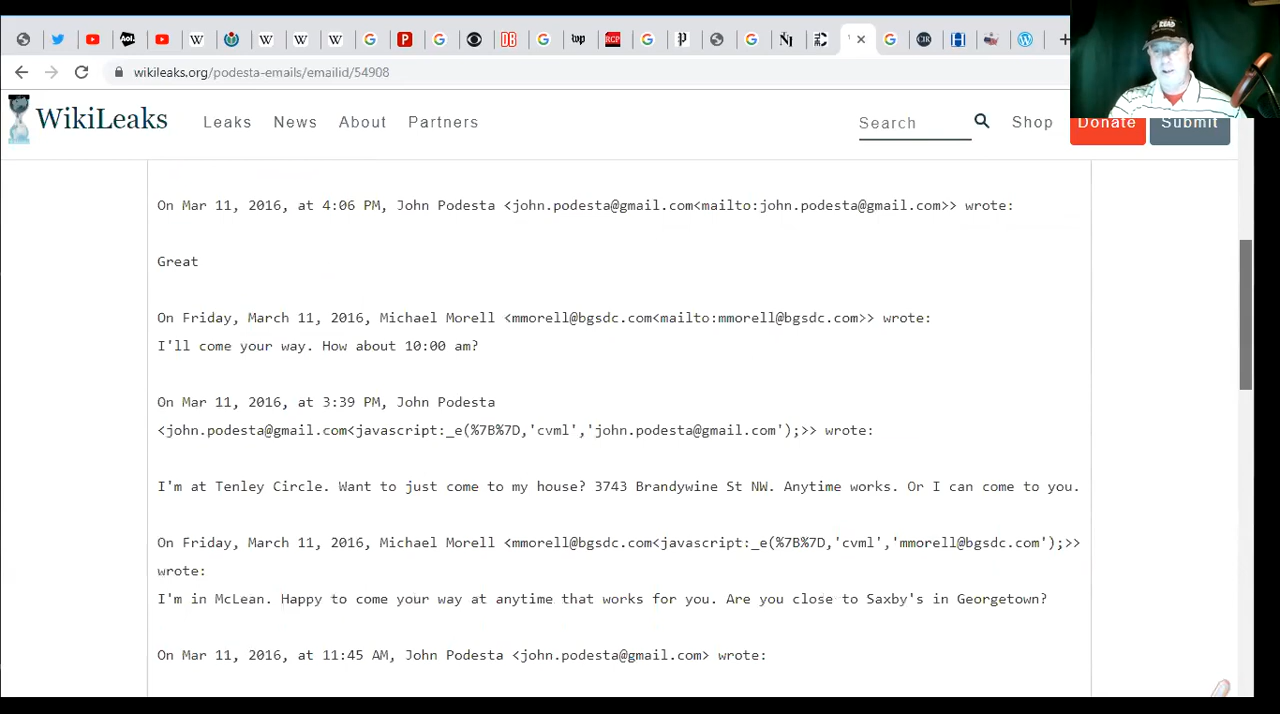 Aol. W W W W G P G DB G wp RCP G G G CIR H
wikileaks.org/podesta-emails/emailid/54908
WikiLeaks Leaks News About Partners Search Shop Donate Submit
On Mar 11, 2016, at 4:06 PM, John Podesta <john.podesta@gmail.com<mailto:john.podesta@gmail.com>> wrote:
Great
On Friday, March 11, 2016, Michael Morell <mmorell@bgsdc.com<mailto:mmorell@bgsdc.com>> wrote:
I'll come your way. How about 10:00 am?
On Mar 11, 2016, at 3:39 PM, John Podesta
<john.podesta@gmail.com<javascript:_e(%7B%7D,'cvml','john.podesta@gmail.com');>> wrote:
I'm at Tenley Circle. Want to just come to my house? 3743 Brandywine St NW. Anytime works. Or I can come to you.
On Friday, March 11, 2016, Michael Morell <mmorell@bgsdc.com<javascript:_e(%7B%7D,'cvml','mmorell@bgsdc.com');>>
wrote:
I'm in McLean. Happy to come your way at anytime that works for you. Are you close to Saxby's in Georgetown?
On Mar 11, 2016, at 11:45 AM, John Podesta <john.podesta@gmail.com> wrote: